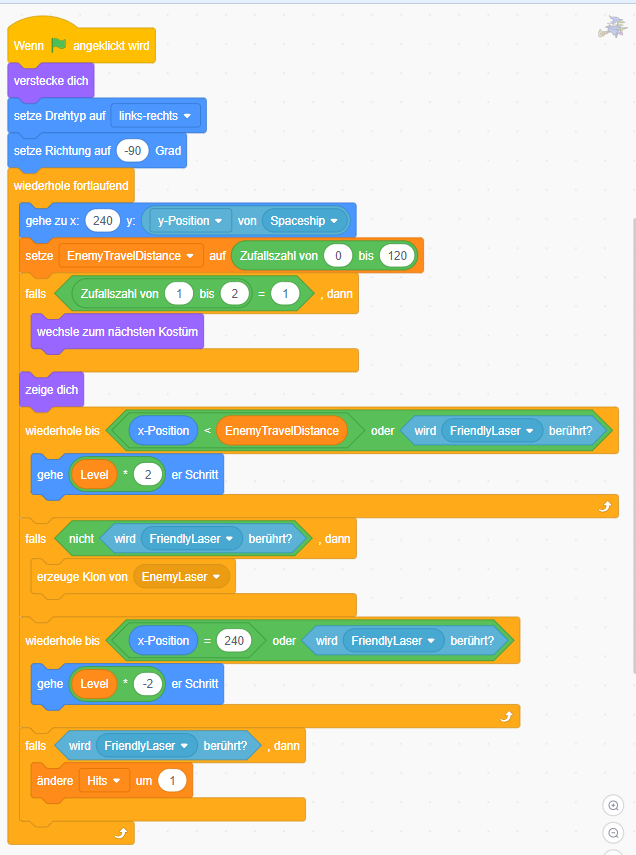 Wenn angeklickt wird
verstecke dich
setze Drehtyp auf links-rechts
setze Richtung auf -90 Grad
wiederhole fortlaufend
gehe zu x: 240 y: y-Position von Spaceship
setze EnemyTravelDistance auf Zufallszahl von 0 bis 120
falls Zufallszahl von 1 bis 2 = 1 , dann
wechsle zum nächsten Kostüm
zeige dich
wiederhole bis x-Position < EnemyTravelDistance oder wird FriendlyLaser berührt?
gehe Level * 2 er Schritt
falls nicht wird FriendlyLaser berührt? , dann
erzeuge Klon von EnemyLaser
wiederhole bis x-Position = 240 oder wird FriendlyLaser berührt?
gehe Level * -2 er Schritt
falls wird FriendlyLaser berührt? , dann
ändere Hits um 1